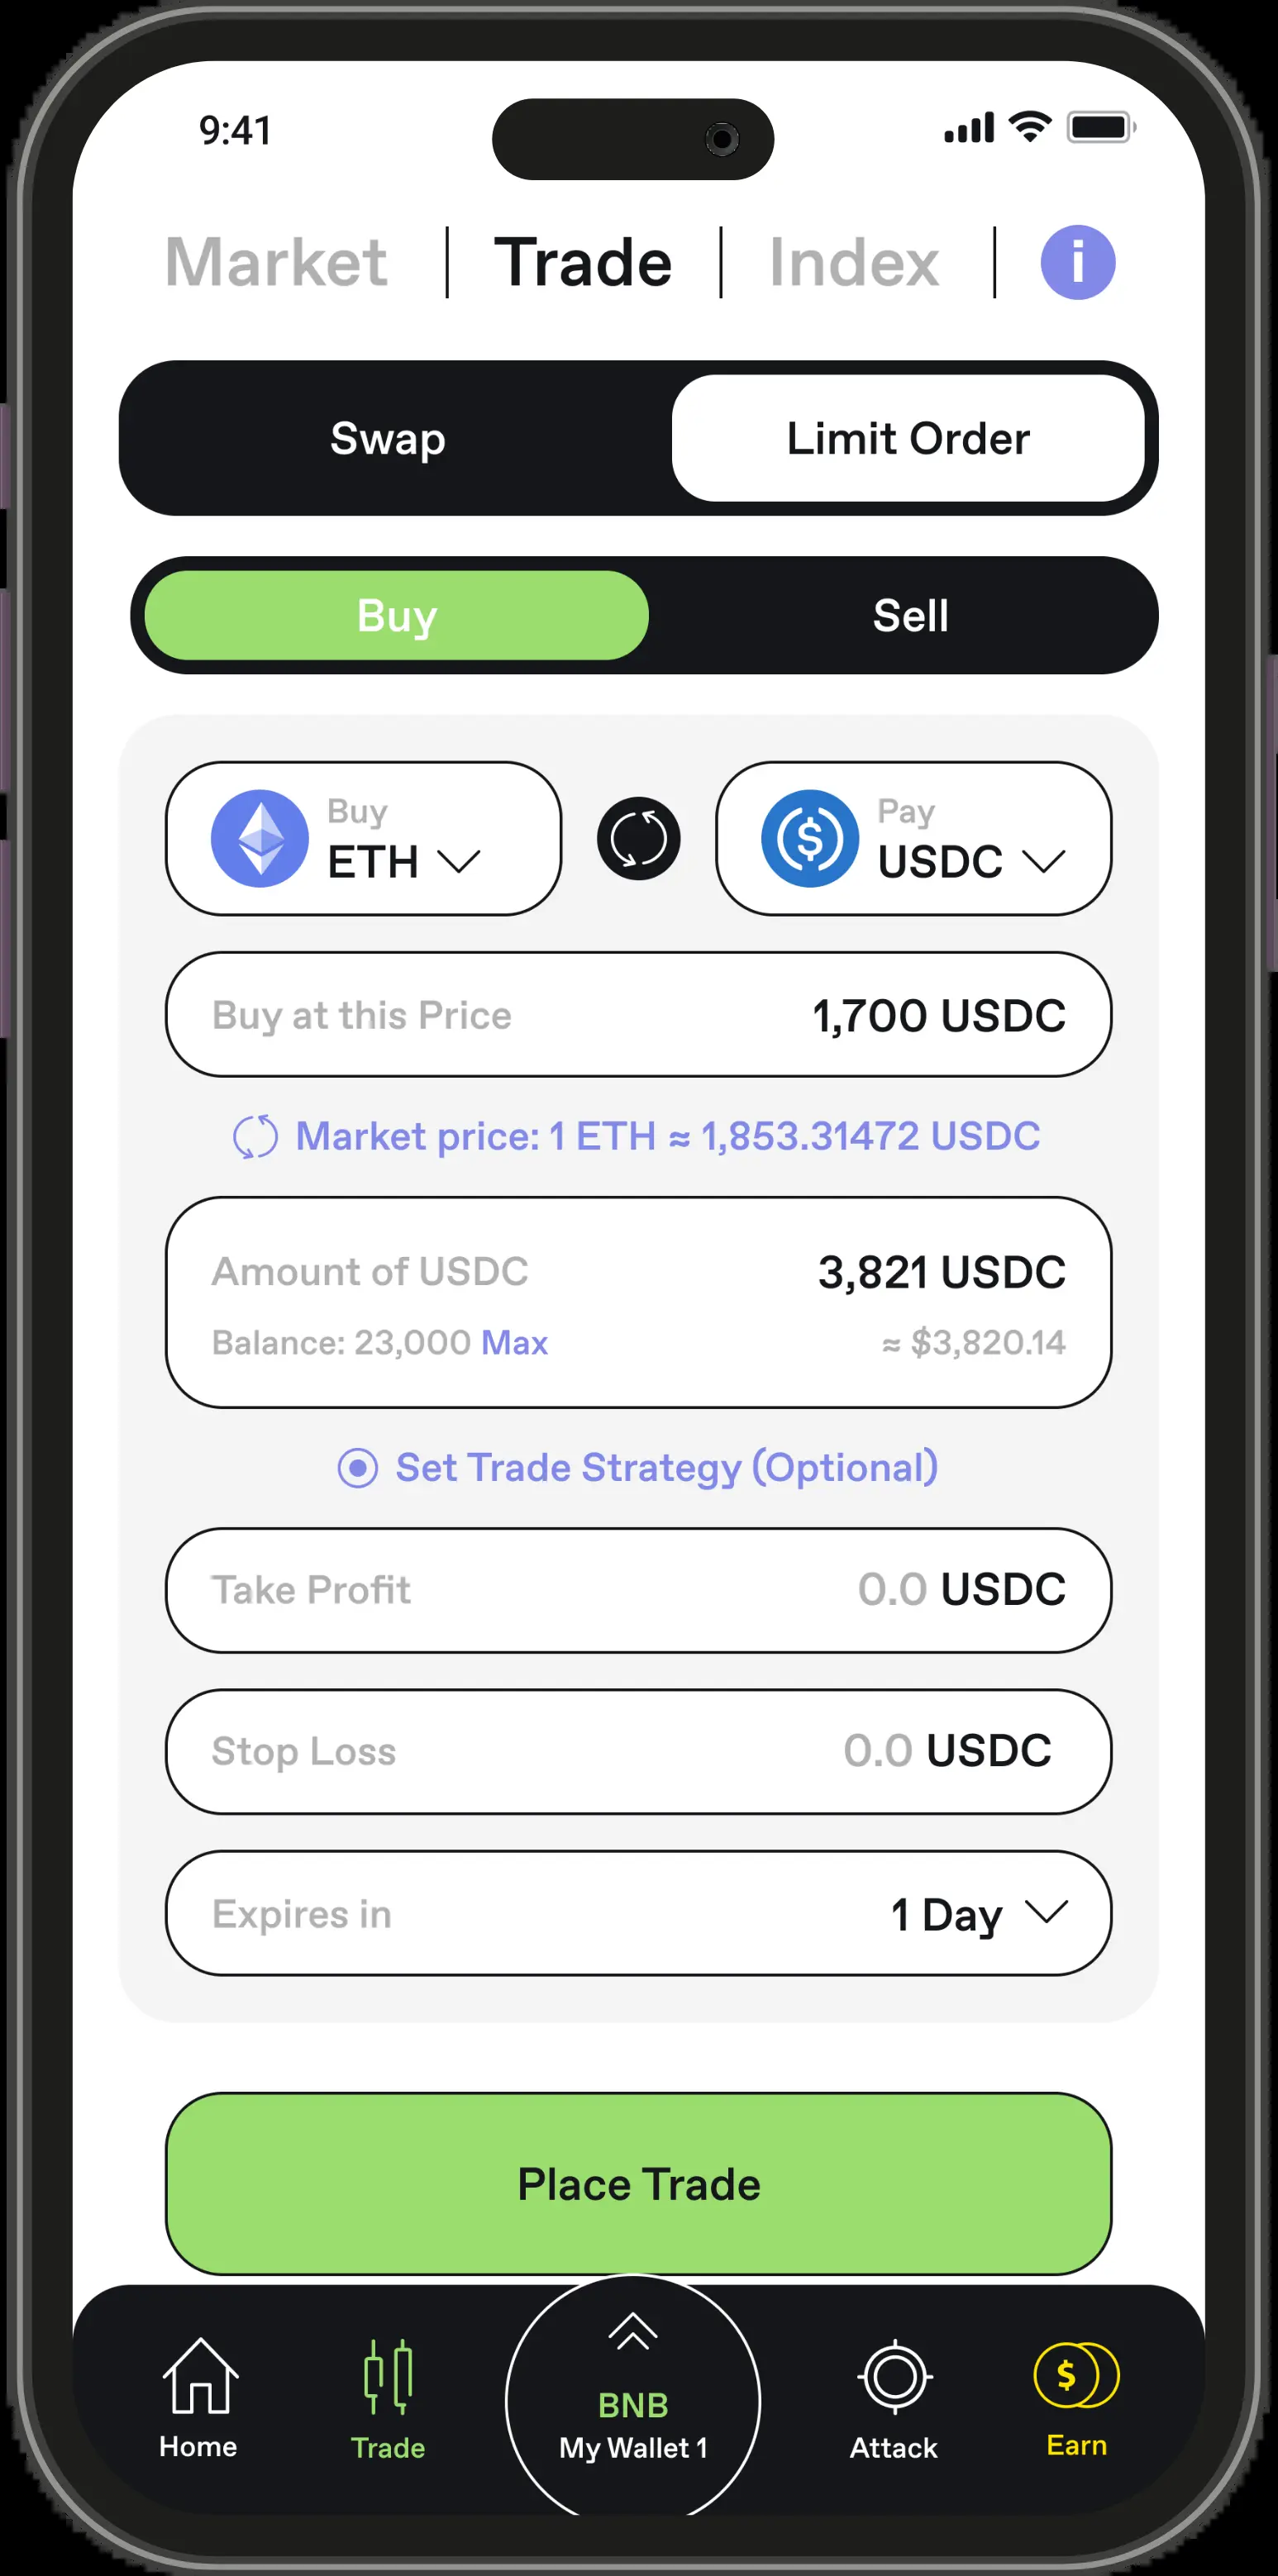 9:41
Market | Trade | Index | i
Swap
Limit Order
Buy
Sell
Buy
ETH
Pay
USDC
Buy at this Price 1,700 USDC
Market price: 1 ETH ≈ 1,853.31472 USDC
Amount of USDC 3,821 USDC
Balance: 23,000 Max ≈ $3,820.14
Set Trade Strategy (Optional)
Take Profit 0.0 USDC
Stop Loss 0.0 USDC
Expires in 1 Day
Place Trade
Home
Trade
BNB
My Wallet 1
Attack
Earn